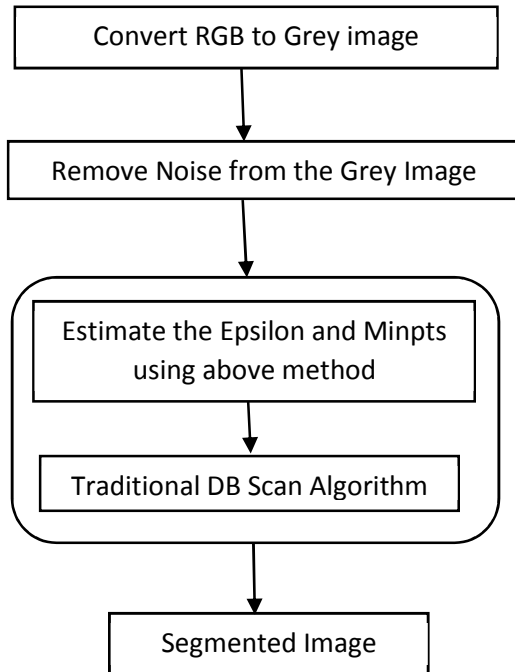 Convert RGB to Grey image
Remove Noise from the Grey Image
Estimate the Epsilon and Minpts
using above method
Traditional DB Scan Algorithm
Segmented Image